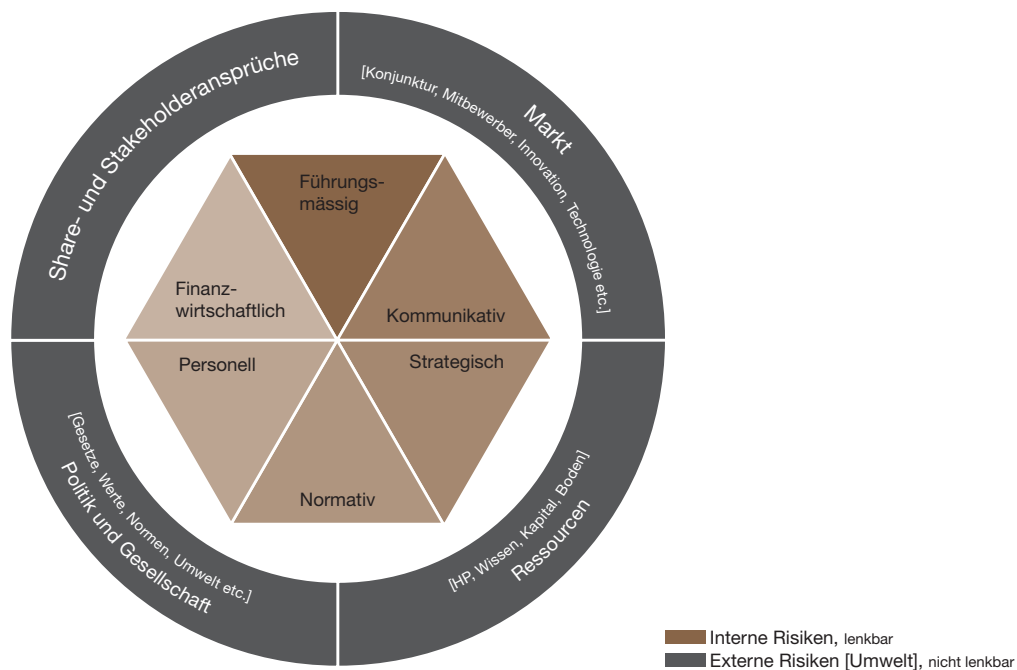 Share- und Stakeholderansprüche
Markt
[Konjunktur, Mitbewerber, Innovation, Technologie etc.]
Führungs-
mässig
Finanz-
wirtschaftlich
Kommunikativ
Personell
Strategisch
Normativ
[Gesetze, Werte, Normen, Umwelt etc.]
Politik und Gesellschaft
[HP, Wissen, Kapital, Boden]
Ressourcen
Interne Risiken, lenkbar
Externe Risiken [Umwelt], nicht lenkbar